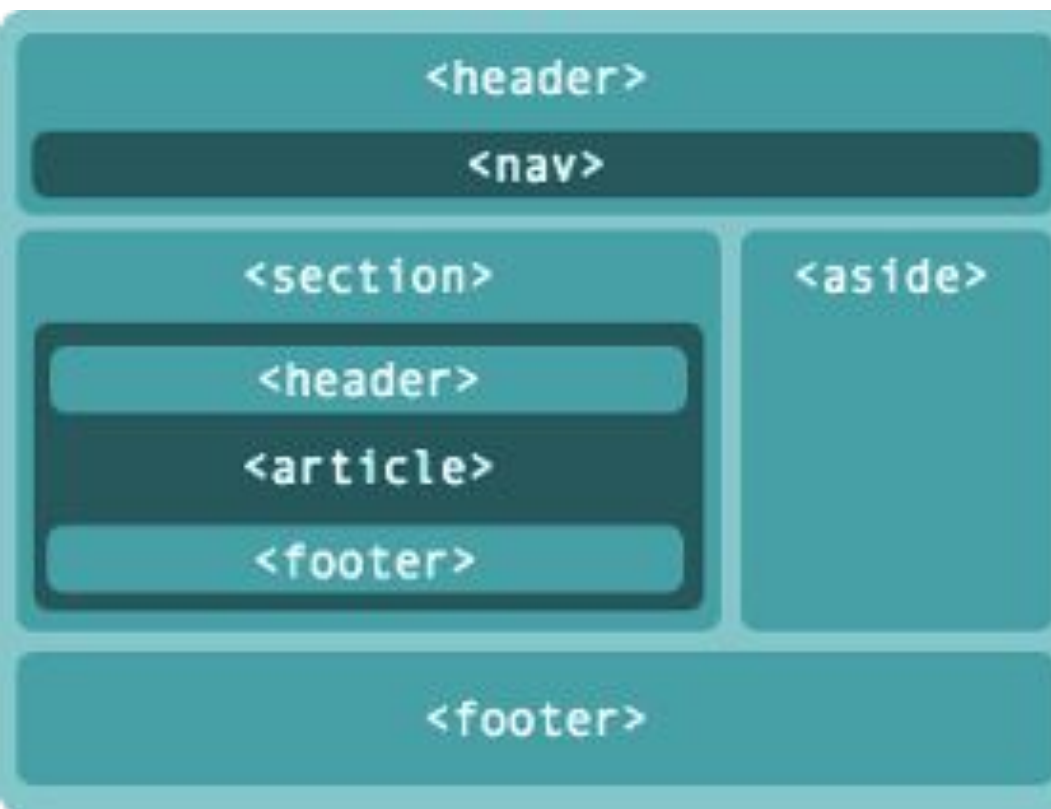 <header>
<nav>
<section>
<header>
<article>
<footer>
<aside>
<footer>